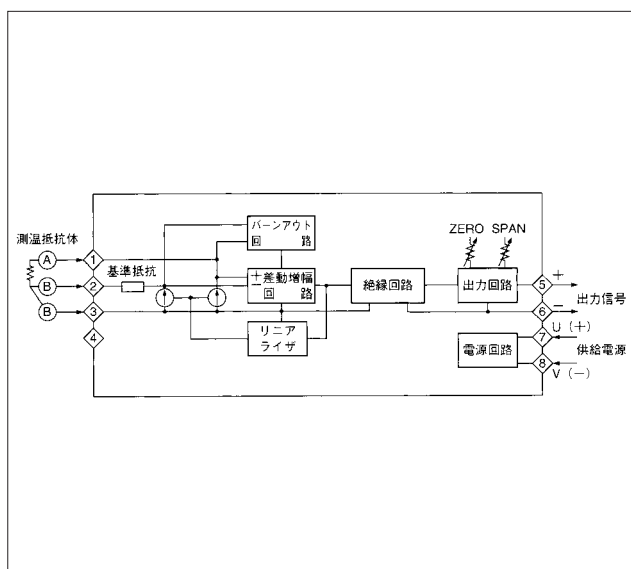 測温抵抗体
A
B
B
1
2
3
4
基準抵抗
バーンアウト
回 路
+
−
差動増幅
回 路
リニア
ライザ
絶縁回路
ZERO SPAN
出力回路
5
+
出力信号
6
−
U (+)
7
供給電源
電源回路
8
V (−)